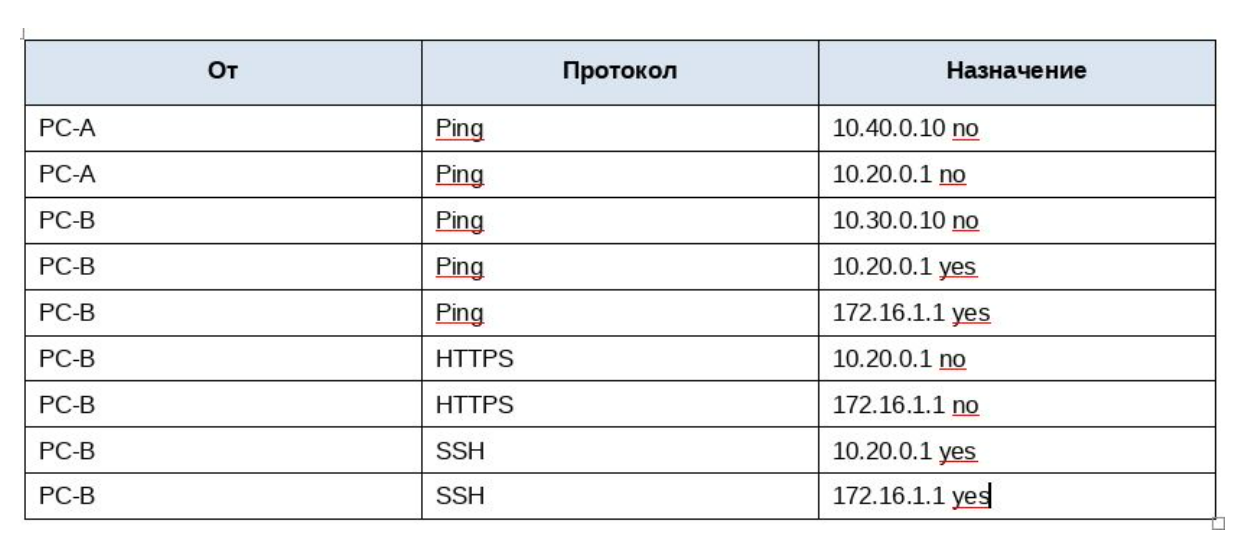 От Протокол Назначение
PC-A Ping 10.40.0.10 no
PC-A Ping 10.20.0.1 no
PC-B Ping 10.30.0.10 no
PC-B Ping 10.20.0.1 yes
PC-B Ping 172.16.1.1 yes
PC-B HTTPS 10.20.0.1 no
PC-B HTTPS 172.16.1.1 no
PC-B SSH 10.20.0.1 yes
PC-B SSH 172.16.1.1 yes